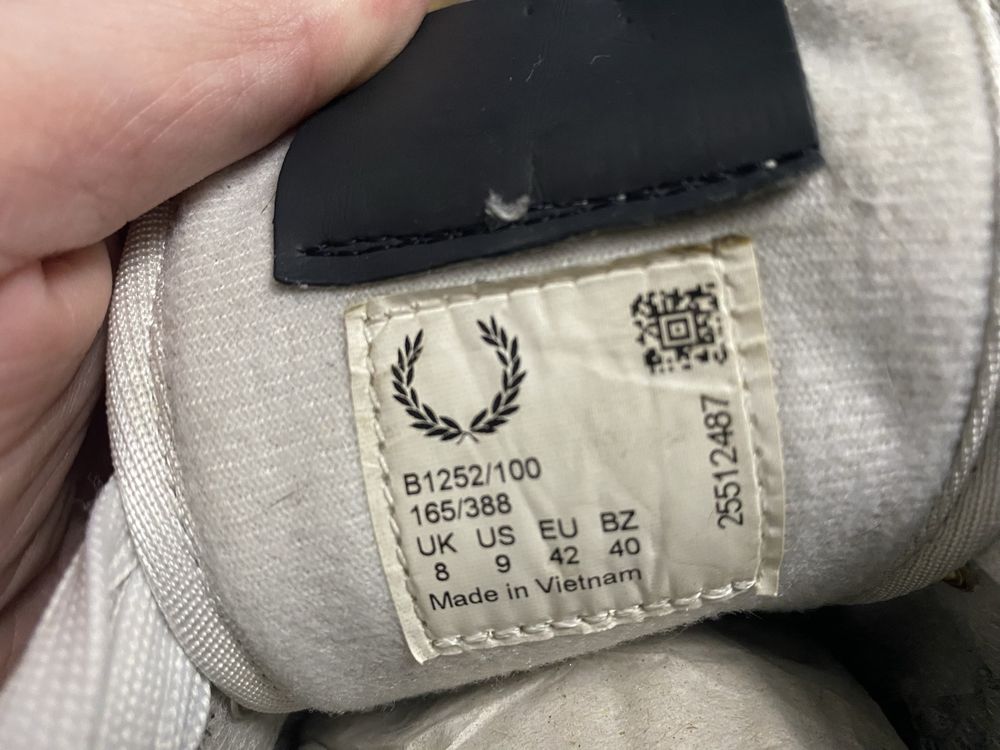 B1252/100
165/388
UK US EU BZ
8 9 42 40
Made in Vietnam
25512487